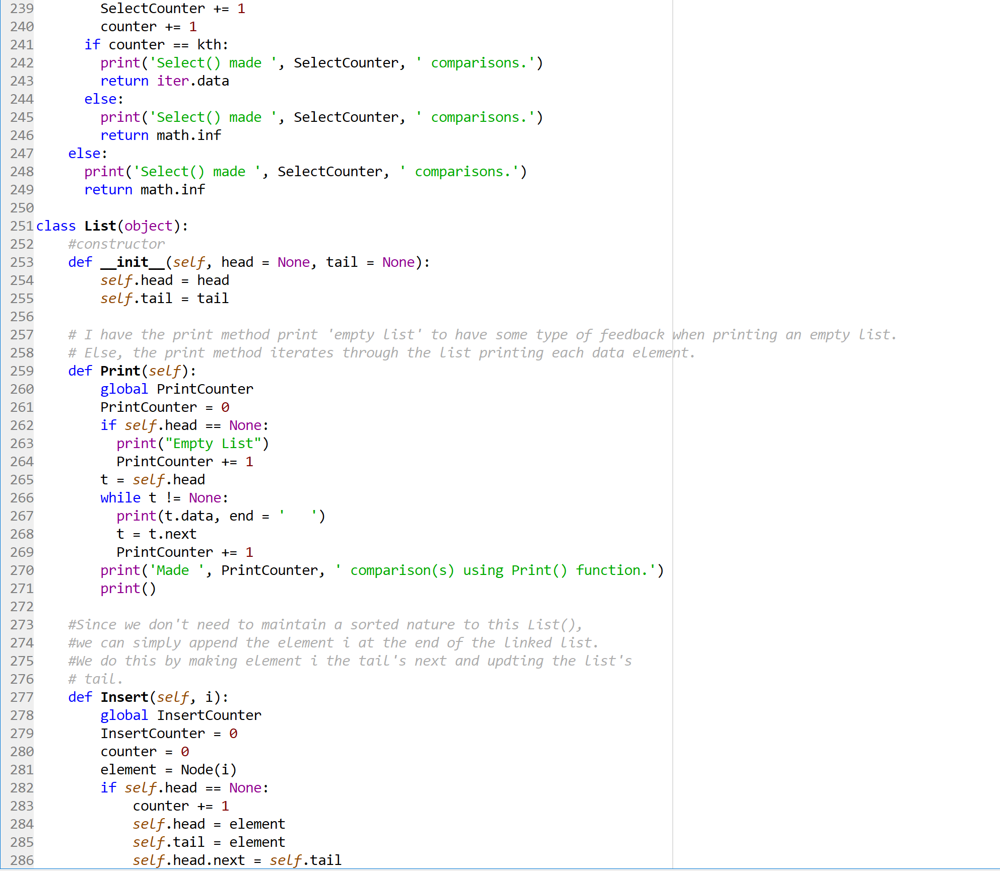 239        SelectCounter += 1
240        counter += 1
241      if counter == kth:
242        print('Select() made ', SelectCounter, ' comparisons.')
243        return iter.data
244      else:
245        print('Select() made ', SelectCounter, ' comparisons.')
246        return math.inf
247    else:
248      print('Select() made ', SelectCounter, ' comparisons.')
249      return math.inf
250
251class List(object):
252    #constructor
253    def __init__(self, head = None, tail = None):
254        self.head = head
255        self.tail = tail
256
257    # I have the print method print 'empty list' to have some type of feedback when printing an empty list.
258    # Else, the print method iterates through the list printing each data element.
259    def Print(self):
260        global PrintCounter
261        PrintCounter = 0
262        if self.head == None:
263          print("Empty List")
264          PrintCounter += 1
265        t = self.head
266        while t != None:
267          print(t.data, end = '   ')
268          t = t.next
269          PrintCounter += 1
270        print('Made ', PrintCounter, ' comparison(s) using Print() function.')
271        print()
272
273    #Since we don't need to maintain a sorted nature to this List(),
274    #we can simply append the element i at the end of the linked list.
275    #We do this by making element i the tail's next and updting the list's
276    # tail.
277    def Insert(self, i):
278        global InsertCounter
279        InsertCounter = 0
280        counter = 0
281        element = Node(i)
282        if self.head == None:
283            counter += 1
284            self.head = element
285            self.tail = element
286            self.head.next = self.tail